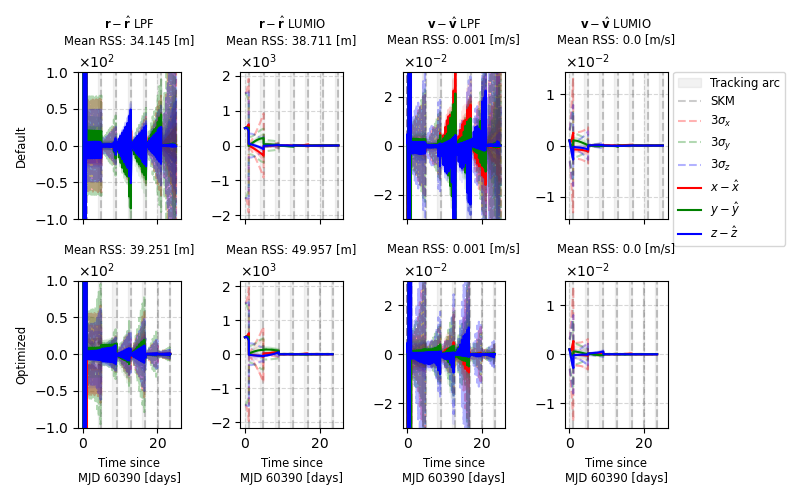 r − r̂ LPF
Mean RSS: 34.145 [m]
r − r̂ LUMIO
Mean RSS: 38.711 [m]
v − v̂ LPF
Mean RSS: 0.001 [m/s]
v − v̂ LUMIO
Mean RSS: 0.0 [m/s]
×10²
×10³
×10⁻²
×10⁻²
Default
1.0
0.5
0.0
−0.5
−1.0
2
1
0
−1
−2
2
0
−2
1
0
−1
Tracking arc
SKM
3σₓ
3σ_y
3σ_z
x − x̂
y − ŷ
z − ẑ
Mean RSS: 39.251 [m]
Mean RSS: 49.957 [m]
Mean RSS: 0.001 [m/s]
Mean RSS: 0.0 [m/s]
×10²
×10³
×10⁻²
×10⁻²
Optimized
1.0
0.5
0.0
−0.5
−1.0
2
1
0
−1
−2
2
0
−2
1
0
−1
0 20
0 20
0 20
0 20
Time since
MJD 60390 [days]
Time since
MJD 60390 [days]
Time since
MJD 60390 [days]
Time since
MJD 60390 [days]